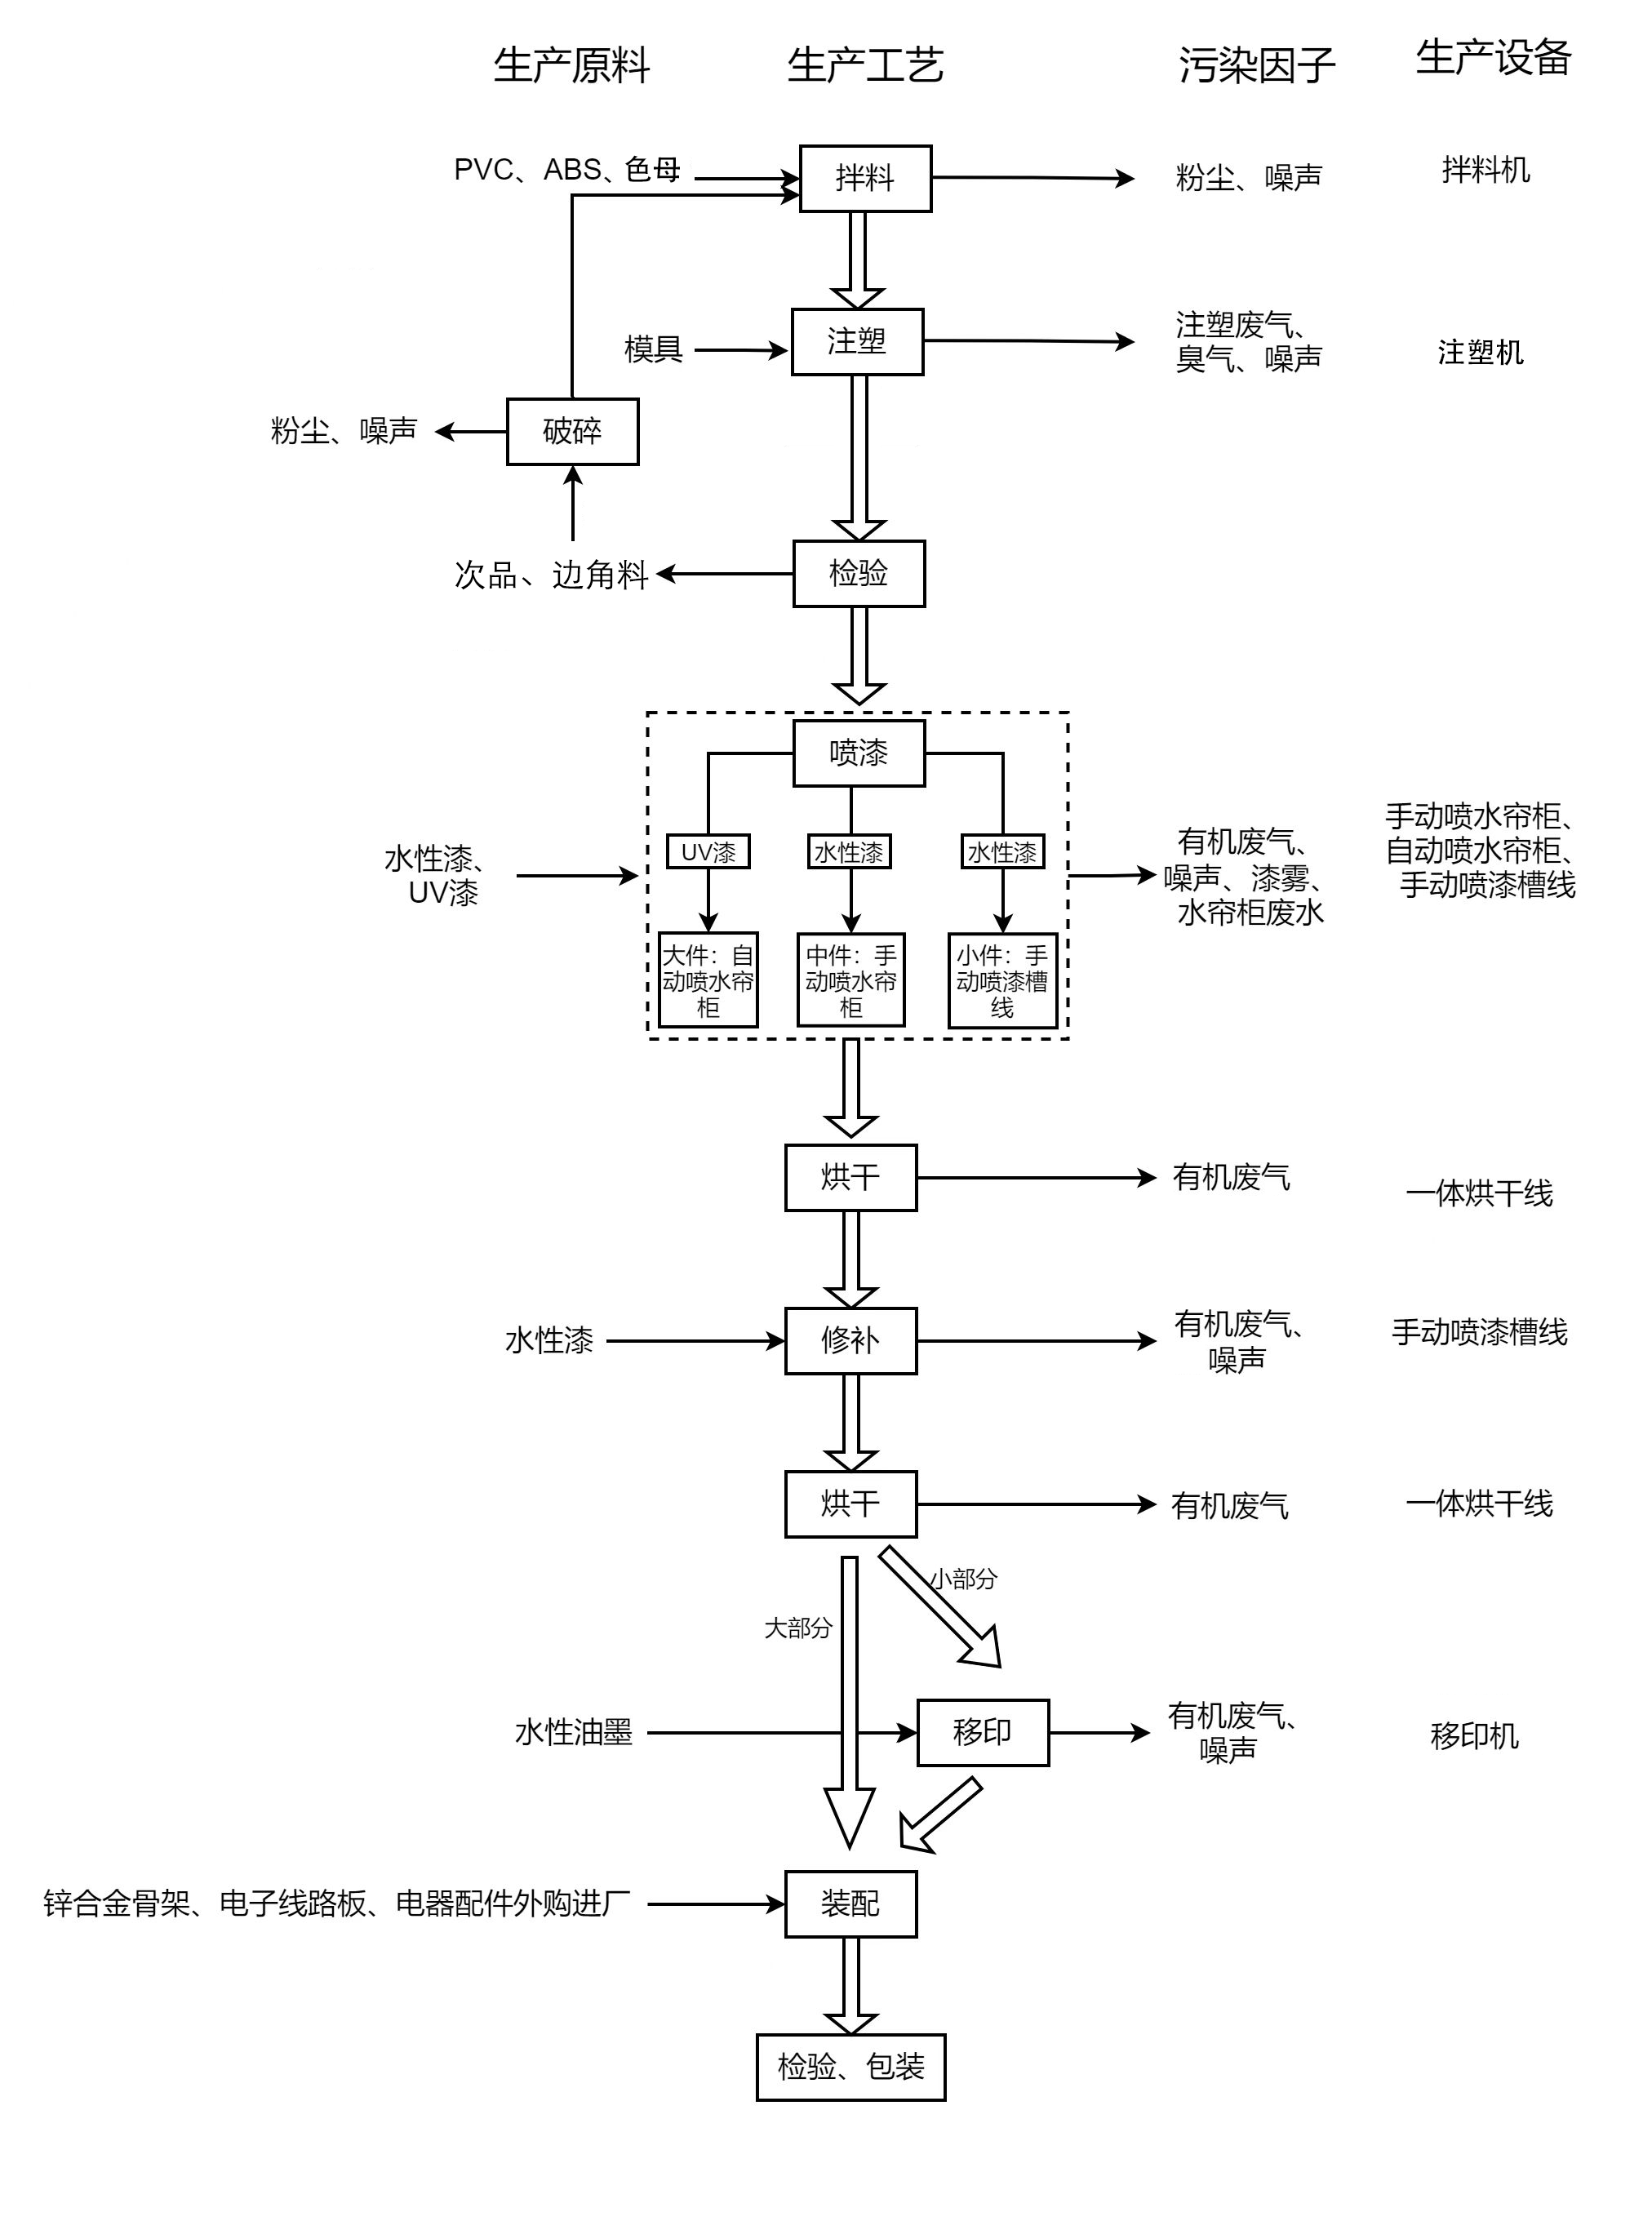 生产原料
生产工艺
污染因子
生产设备
PVC、ABS、色母
拌料
粉尘、噪声
拌料机
模具
注塑
注塑废气、
臭气、噪声
注塑机
粉尘、噪声
破碎
次品、边角料
检验
喷漆
水性漆、
UV漆
UV漆
水性漆
水性漆
大件：自
动喷水帘
柜
中件：手
动喷水帘
柜
小件：手
动喷漆槽
线
有机废气、
噪声、漆雾、
水帘柜废水
手动喷水帘柜、
自动喷水帘柜、
手动喷漆槽线
烘干
有机废气
一体烘干线
水性漆
修补
有机废气、
噪声
手动喷漆槽线
烘干
有机废气
一体烘干线
小部分
大部分
水性油墨
移印
有机废气、
噪声
移印机
锌合金骨架、电子线路板、电器配件外购进厂
装配
检验、包装